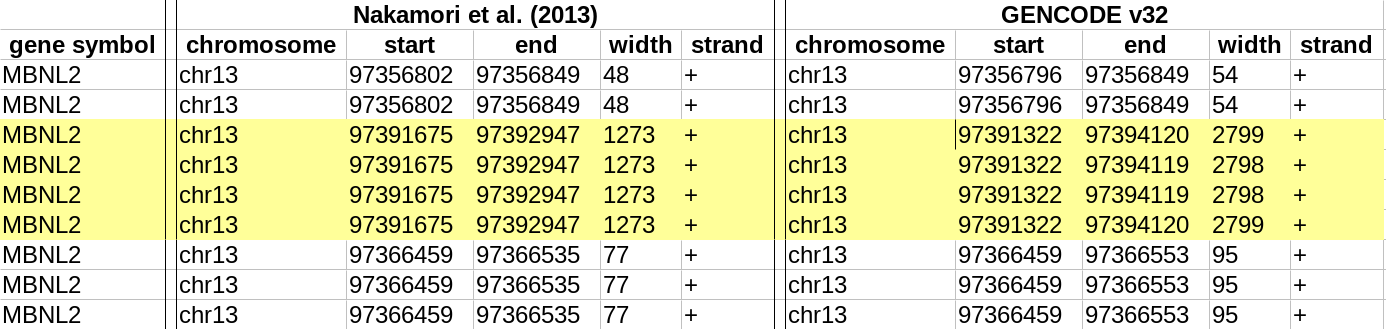 Nakamori et al. (2013) GENCODE v32
gene symbol chromosome start end width strand chromosome start end width strand
MBNL2 chr13 97356802 97356849 48 + chr13 97356796 97356849 54 +
MBNL2 chr13 97356802 97356849 48 + chr13 97356796 97356849 54 +
MBNL2 chr13 97391675 97392947 1273 + chr13 97391322 97394120 2799 +
MBNL2 chr13 97391675 97392947 1273 + chr13 97391322 97394119 2798 +
MBNL2 chr13 97391675 97392947 1273 + chr13 97391322 97394119 2798 +
MBNL2 chr13 97391675 97392947 1273 + chr13 97391322 97394120 2799 +
MBNL2 chr13 97366459 97366535 77 + chr13 97366459 97366553 95 +
MBNL2 chr13 97366459 97366535 77 + chr13 97366459 97366553 95 +
MBNL2 chr13 97366459 97366535 77 + chr13 97366459 97366553 95 +